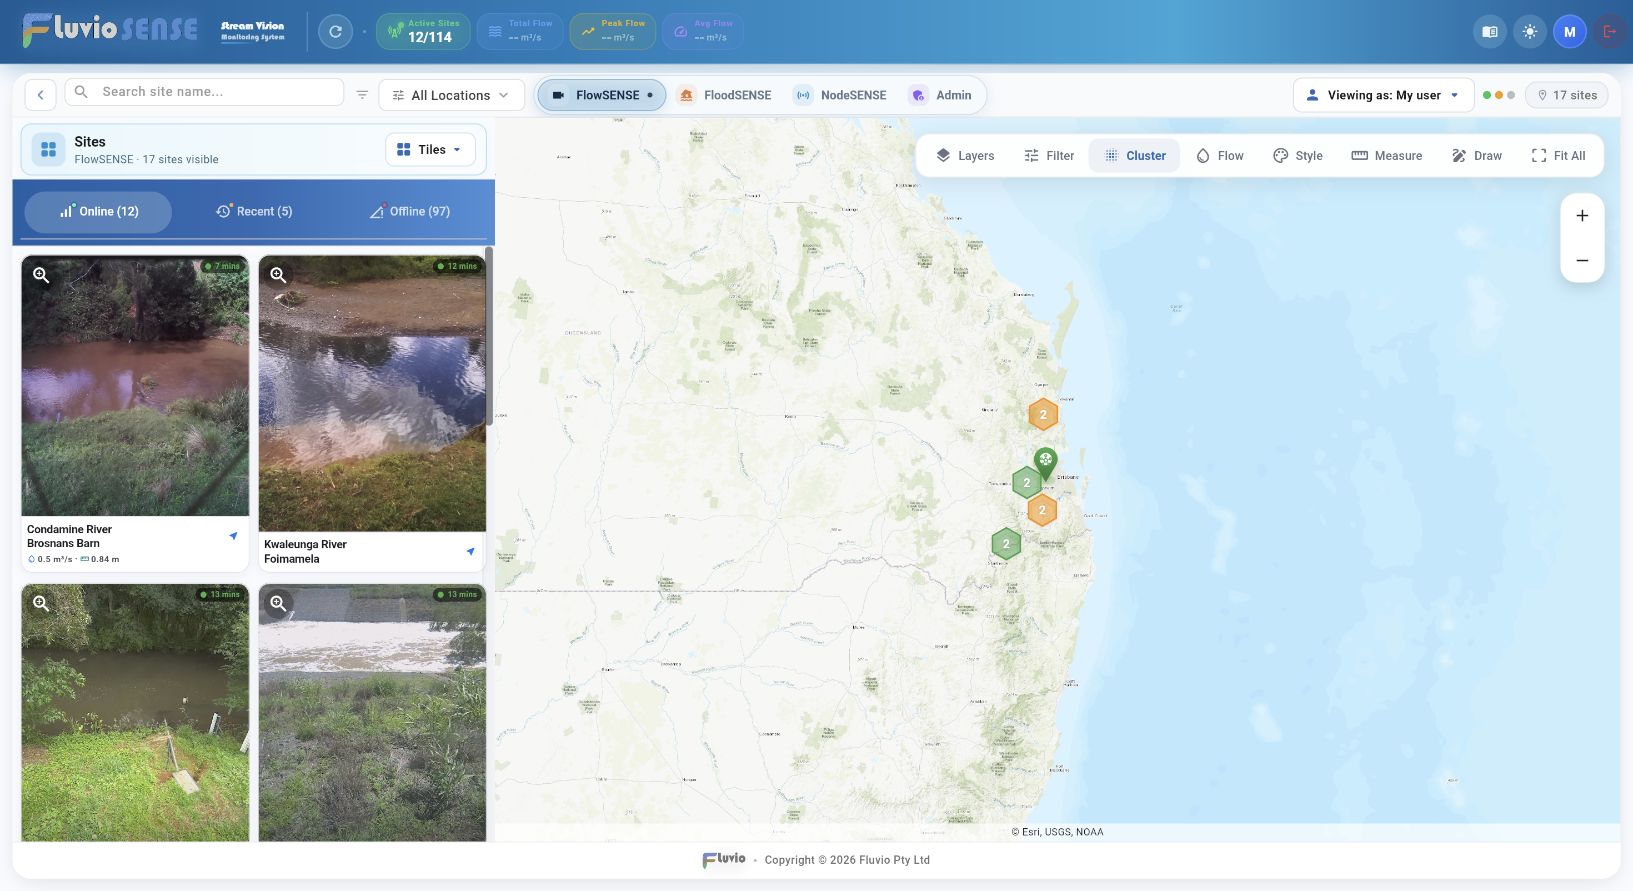 Fluvio SENSE
Stream Vision
Monitoring System
Active Sites
12/114
Total Flow
-- m³/s
Peak Flow
-- m³/s
Avg Flow
-- m³/s
M
Search site name...
All Locations
FlowSENSE
FloodSENSE
NodeSENSE
Admin
Viewing as: My user
17 sites
Sites
FlowSENSE · 17 sites visible
Tiles
Layers
Filter
Cluster
Flow
Style
Measure
Draw
Fit All
Online (12)
Recent (5)
Offline (97)
+
−
7 mins
12 mins
QUEENSLAND
2
Brisbane
2
2
2
Condamine River
Brosnans Barn
0.5 m³/s · 0.84 m
Kwaleunga River
Foimamela
13 mins
13 mins
© Esri, USGS, NOAA
Fluvio · Copyright © 2026 Fluvio Pty Ltd